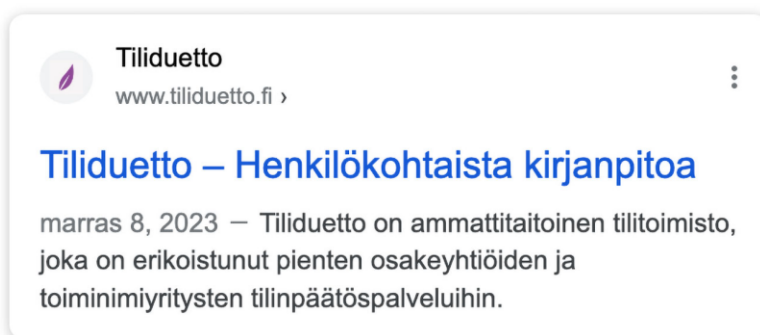 Tiliduetto
www.tiliduetto.fi ›
Tiliduetto – Henkilökohtaista kirjanpitoa
marras 8, 2023 — Tiliduetto on ammattitaitoinen tilitoimisto,
joka on erikoistunut pienten osakeyhtiöiden ja
toiminimiyritysten tilinpäätöspalveluihin.